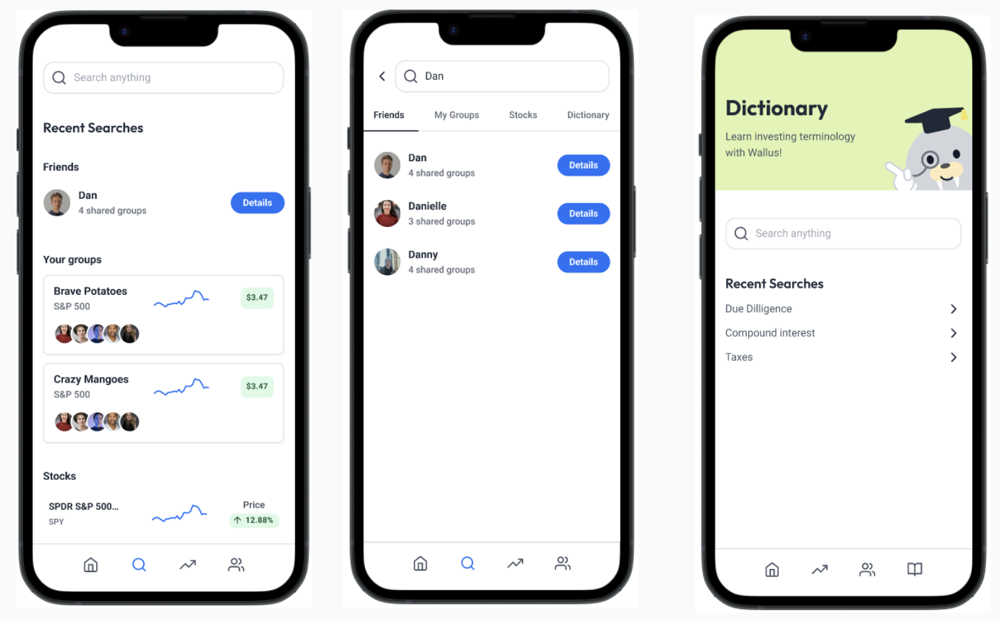 Search anything
Recent Searches
Friends
Dan
4 shared groups
Details
Your groups
Brave Potatoes
S&P 500
$3.47
Crazy Mangoes
S&P 500
$3.47
Stocks
SPDR S&P 500...
SPY
Price
↑ 12.88%
Dan
Friends My Groups Stocks Dictionary
Dan
4 shared groups
Details
Danielle
3 shared groups
Details
Danny
4 shared groups
Details
Dictionary
Learn investing terminology
with Wallus!
Search anything
Recent Searches
Due Dilligence
Compound interest
Taxes